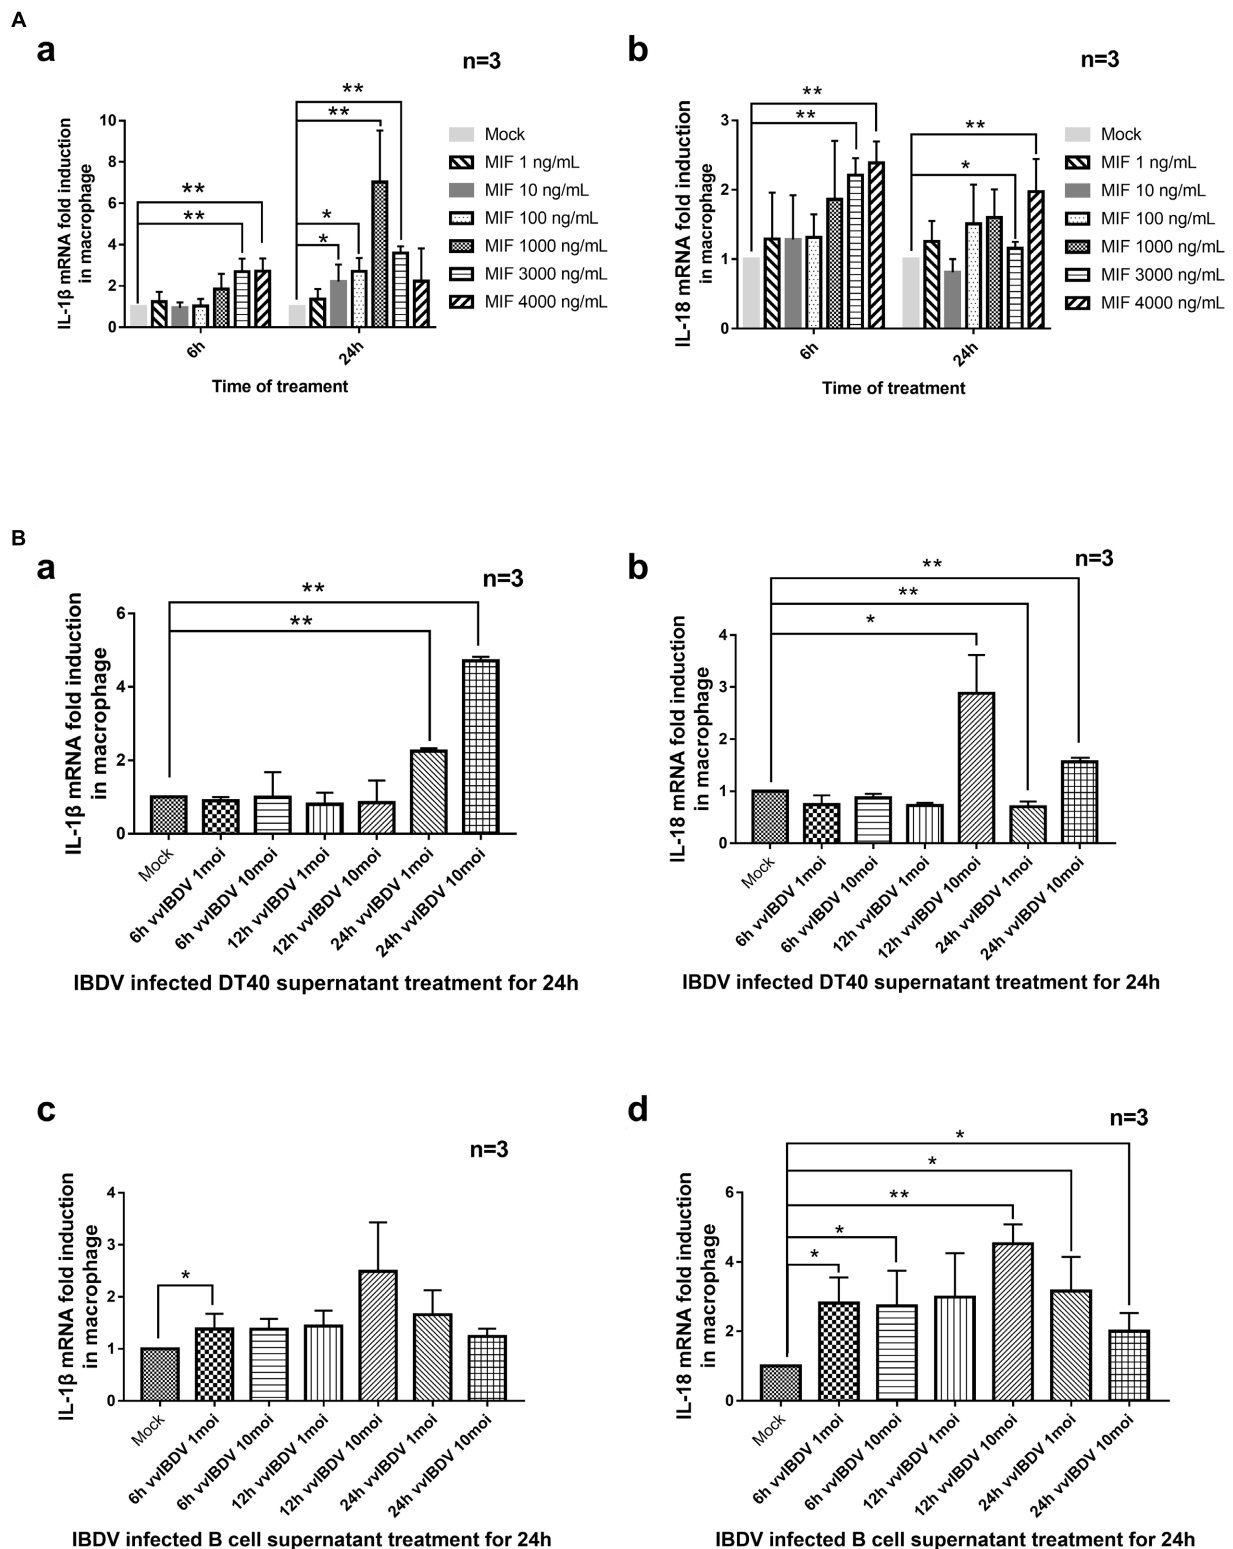 A
a
n=3
IL-1β mRNA fold induction
in macrophage
10
8
6
4
2
0
**
**
**
**
*
*
6h
24h
Time of treament
Mock
MIF 1 ng/mL
MIF 10 ng/mL
MIF 100 ng/mL
MIF 1000 ng/mL
MIF 3000 ng/mL
MIF 4000 ng/mL
b
n=3
IL-18 mRNA fold induction
in macrophage
3
2
1
0
**
**
**
*
6h
24h
Time of treatment
Mock
MIF 1 ng/mL
MIF 10 ng/mL
MIF 100 ng/mL
MIF 1000 ng/mL
MIF 3000 ng/mL
MIF 4000 ng/mL
B
a
n=3
IL-1β mRNA fold induction
in macrophage
6
4
2
0
**
**
Mock
6h vvIBDV 1moi
6h vvIBDV 10moi
12h vvIBDV 1moi
12h vvIBDV 10moi
24h vvIBDV 1moi
24h vvIBDV 10moi
IBDV infected DT40 supernatant treatment for 24h
b
n=3
IL-18 mRNA fold induction
in macrophage
4
3
2
1
0
**
**
*
Mock
6h vvIBDV 1moi
6h vvIBDV 10moi
12h vvIBDV 1moi
12h vvIBDV 10moi
24h vvIBDV 1moi
24h vvIBDV 10moi
IBDV infected DT40 supernatant treatment for 24h
c
n=3
IL-1β mRNA fold induction
in macrophage
4
3
2
1
0
*
Mock
6h vvIBDV 1moi
6h vvIBDV 10moi
12h vvIBDV 1moi
12h vvIBDV 10moi
24h vvIBDV 1moi
24h vvIBDV 10moi
IBDV infected B cell supernatant treatment for 24h
d
n=3
IL-18 mRNA fold induction
in macrophage
6
4
2
0
*
*
**
*
*
Mock
6h vvIBDV 1moi
6h vvIBDV 10moi
12h vvIBDV 1moi
12h vvIBDV 10moi
24h vvIBDV 1moi
24h vvIBDV 10moi
IBDV infected B cell supernatant treatment for 24h